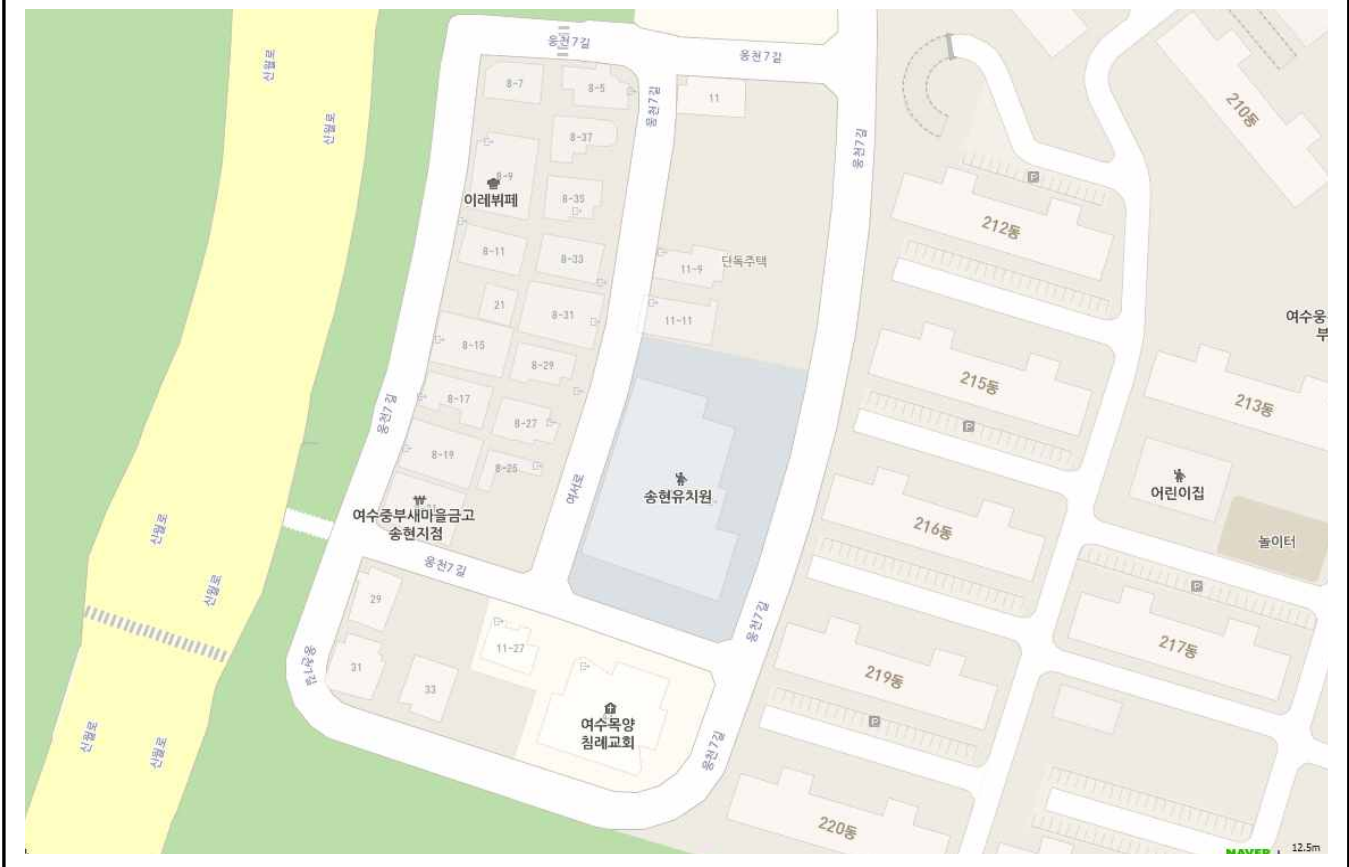 웅천7길
웅천7길
신월로
신월로
8-7
8-5
11
웅천7길
210동
8-37
웅천7길
8-9
이레뷔페
8-35
212동
8-11
8-33
11-9
단독주택
21
8-31
11-11
여수웅
부
8-15
8-29
215동
213동
8-17
8-27
웅천7길
8-19
8-25
여서로
송현유치원
어린이집
여수중부새마을금고
송현지점
216동
놀이터
신월로
웅천7길
신월로
29
웅천7길
11-27
217동
31
33
219동
여수목양
침례교회
신월로
신월로
웅천7길
220동
NAVER
12.5m